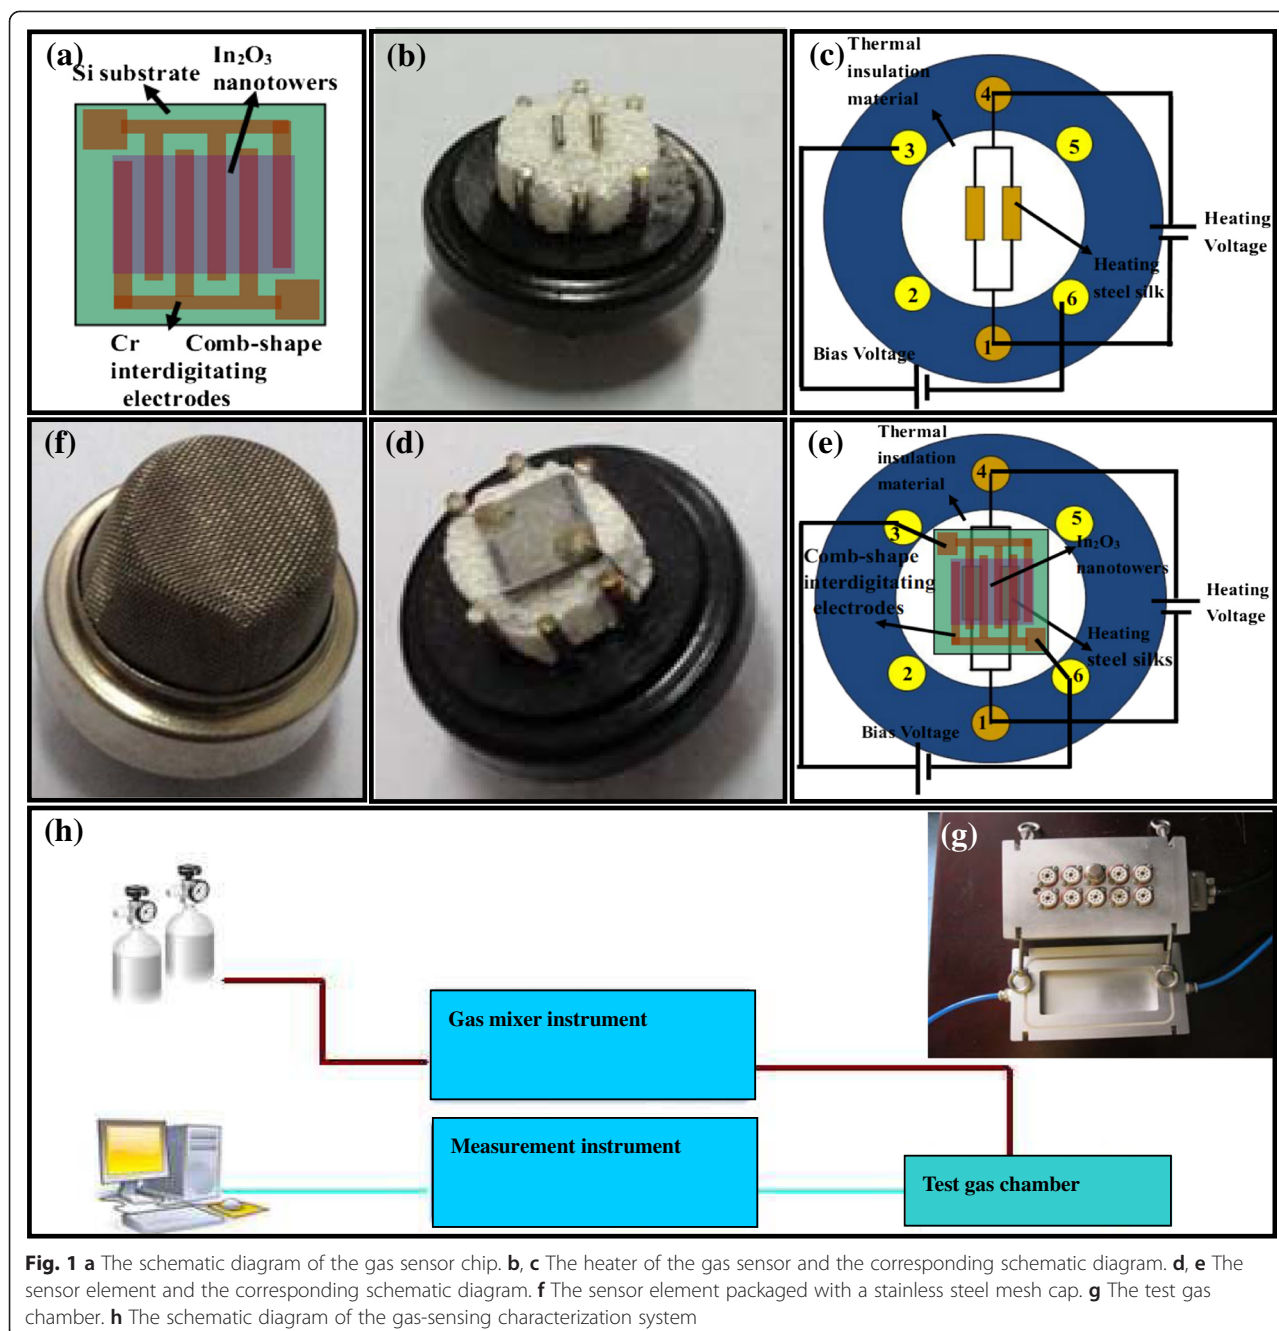 (a)
In₂O₃
Si substrate
nanotowers
Cr
Comb-shape
interdigitating
electrodes
(b)
(c)
Thermal
insulation
material
4
3
5
Heating
Voltage
Heating
steel silk
2
6
1
Bias Voltage
(f)
(d)
(e)
Thermal
insulation
material
4
3
5
In₂O₃
nanotowers
Comb-shape
interdigitating
electrodes
Heating
Voltage
Heating
steel silks
2
6
1
Bias Voltage
(h)
(g)
Gas mixer instrument
Measurement instrument
Test gas chamber
Fig. 1 a The schematic diagram of the gas sensor chip. b, c The heater of the gas sensor and the corresponding schematic diagram. d, e The
sensor element and the corresponding schematic diagram. f The sensor element packaged with a stainless steel mesh cap. g The test gas
chamber. h The schematic diagram of the gas-sensing characterization system